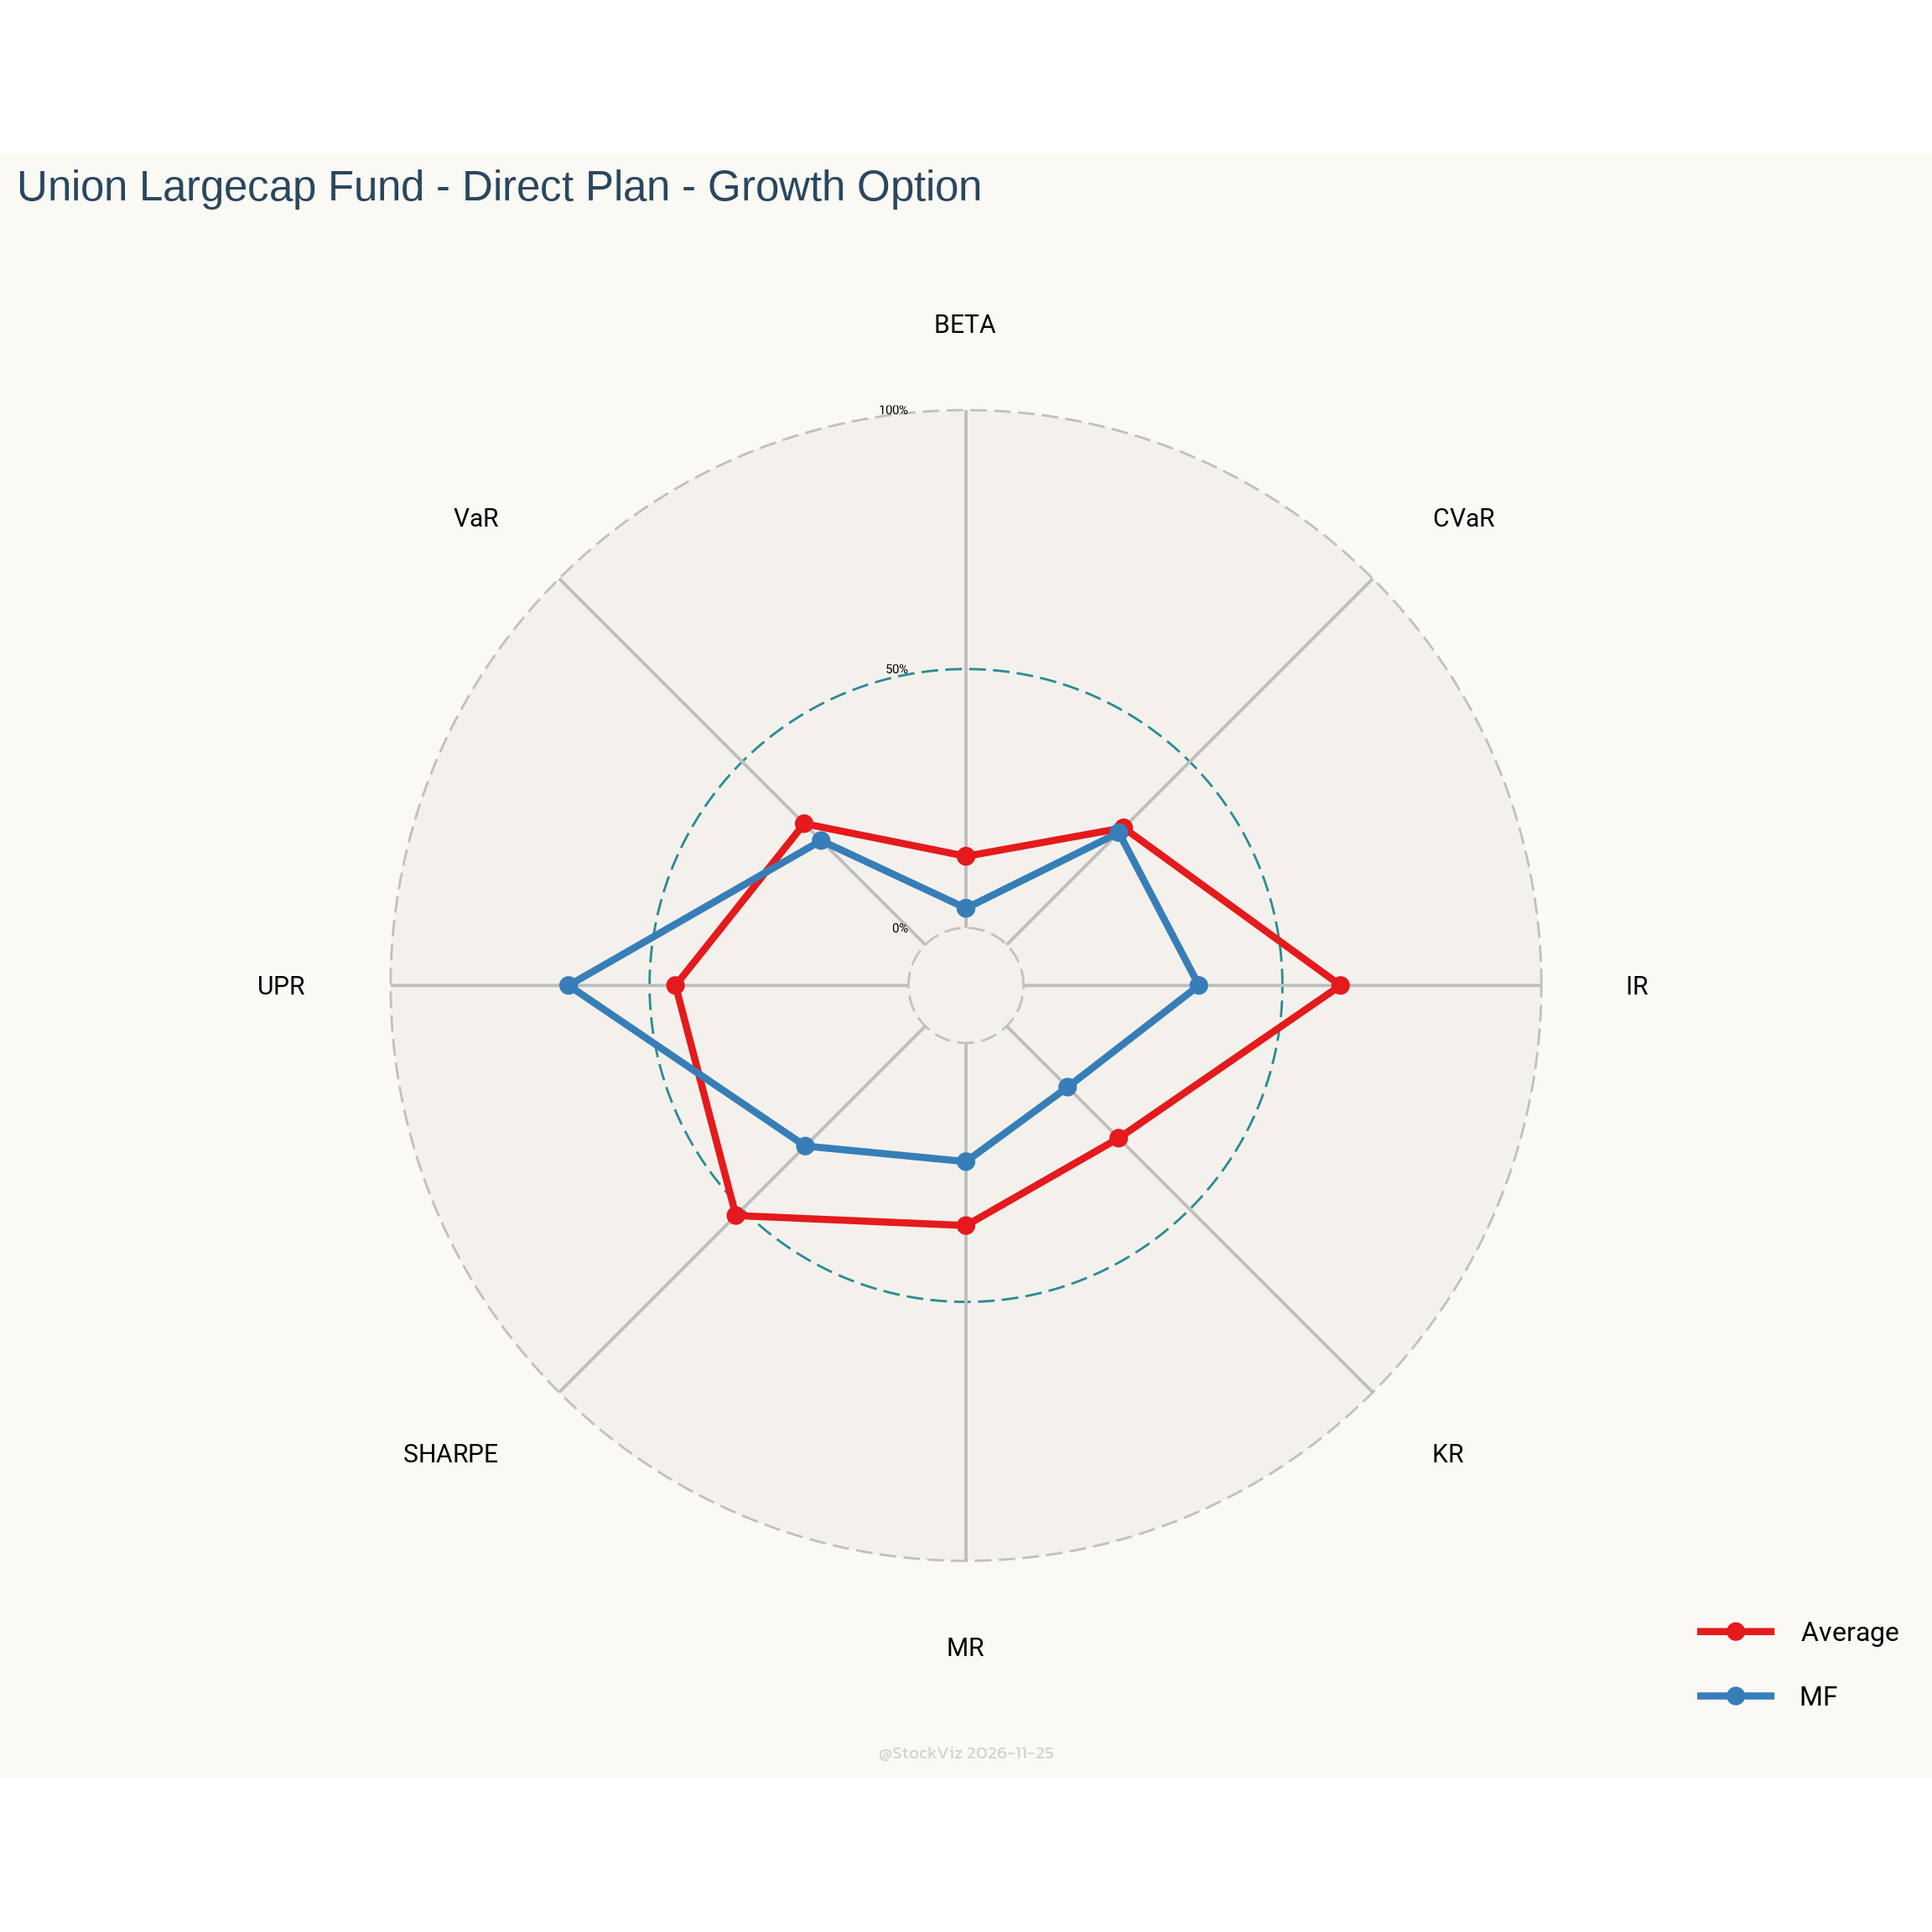 Union Largecap Fund - Direct Plan - Growth Option
BETA
100%
VaR
CVaR
50%
0%
UPR
IR
SHARPE
KR
MR
Average
MF
@StockViz 2026-11-25